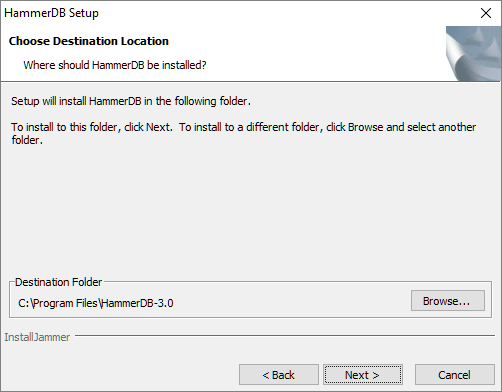 HammerDB Setup
Choose Destination Location
Where should HammerDB be installed?
Setup will install HammerDB in the following folder.
To install to this folder, click Next.  To install to a different folder, click Browse and select another
folder.
Destination Folder
C:\Program Files\HammerDB-3.0
Browse...
InstallJammer
< Back
Next >
Cancel